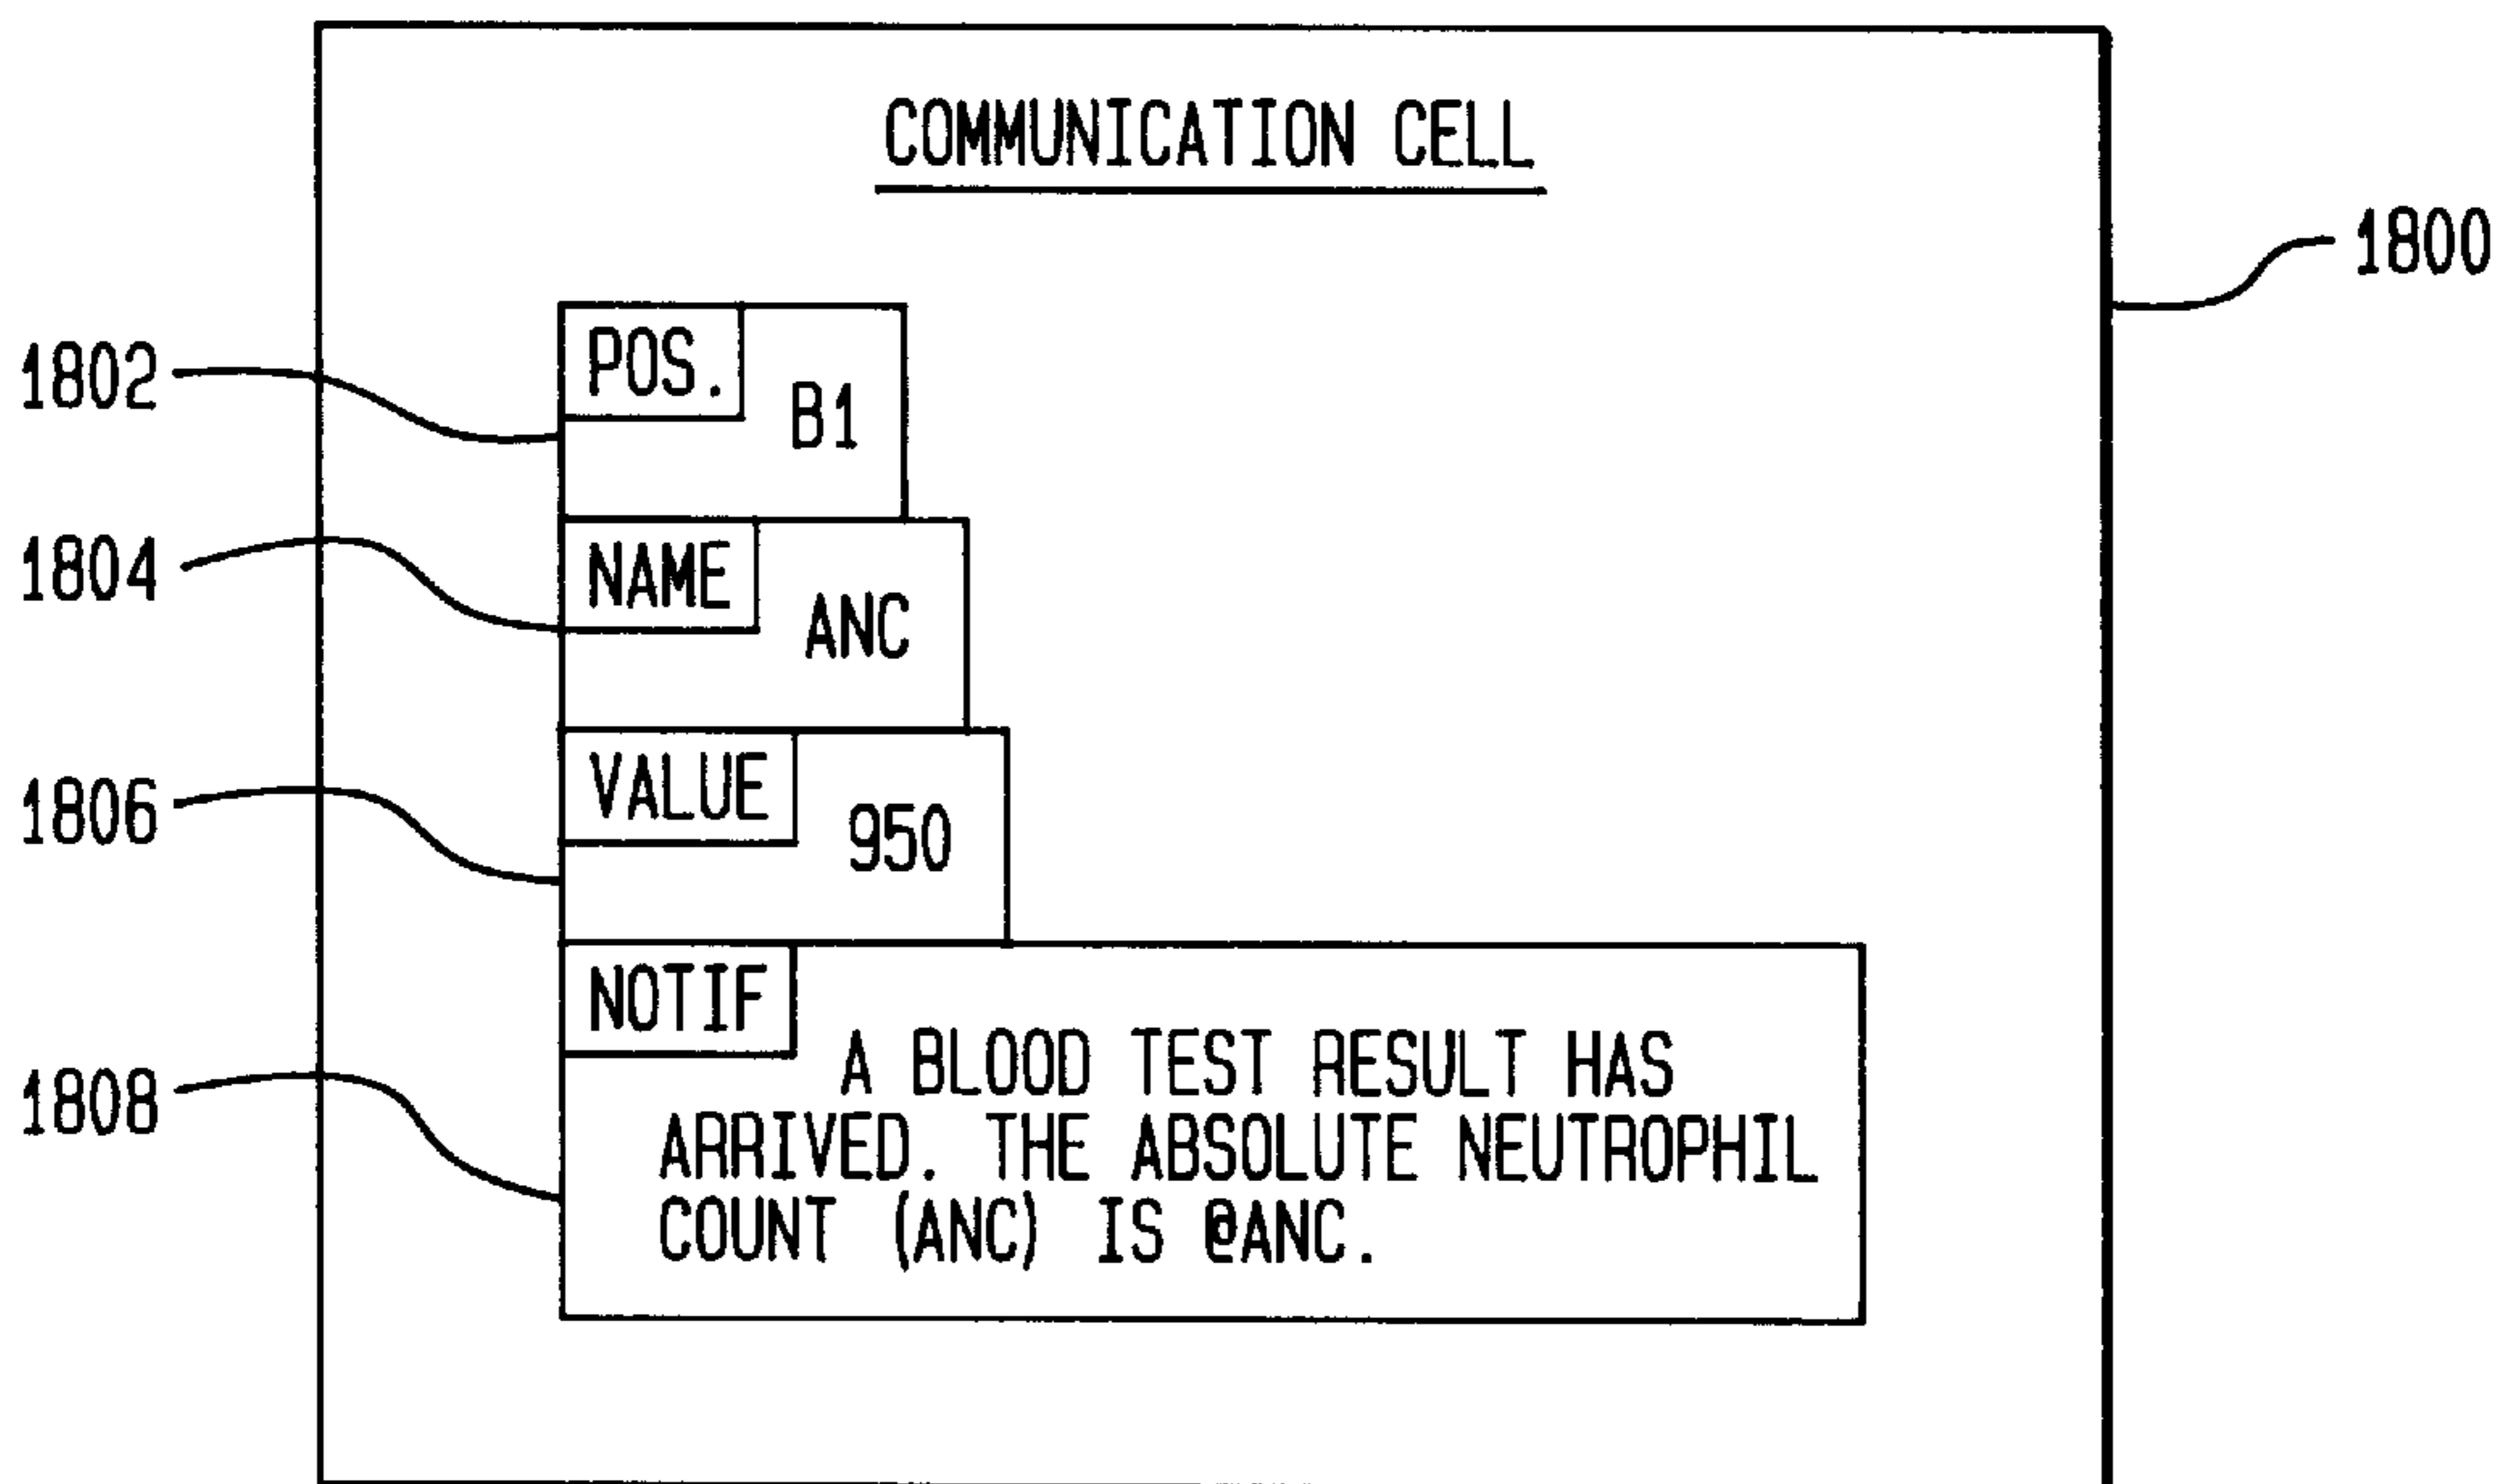 COMMUNICATION CELL
1800
1802
POS.
B1
1804
NAME
ANC
1806
VALUE
950
1808
NOTIF
A BLOOD TEST RESULT HAS
ARRIVED. THE ABSOLUTE NEUTROPHIL
COUNT (ANC) IS @ANC.